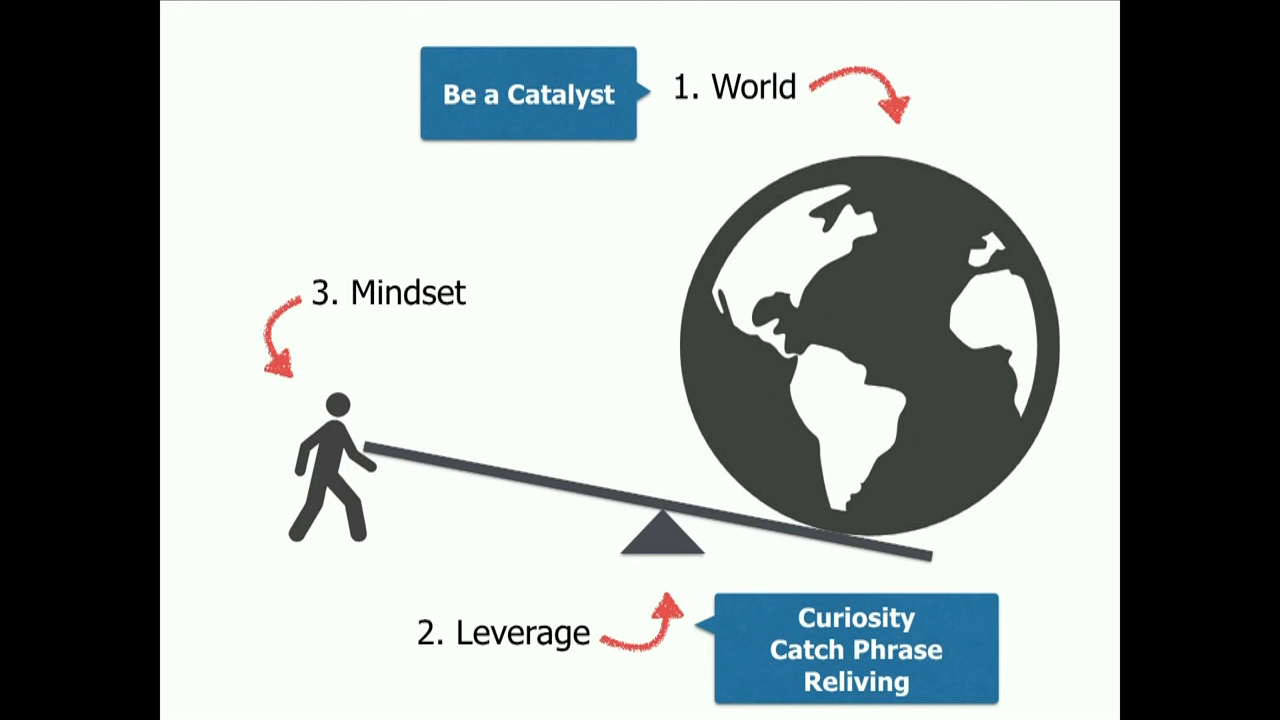 Be a Catalyst
1. World
3. Mindset
2. Leverage
Curiosity
Catch Phrase
Reliving